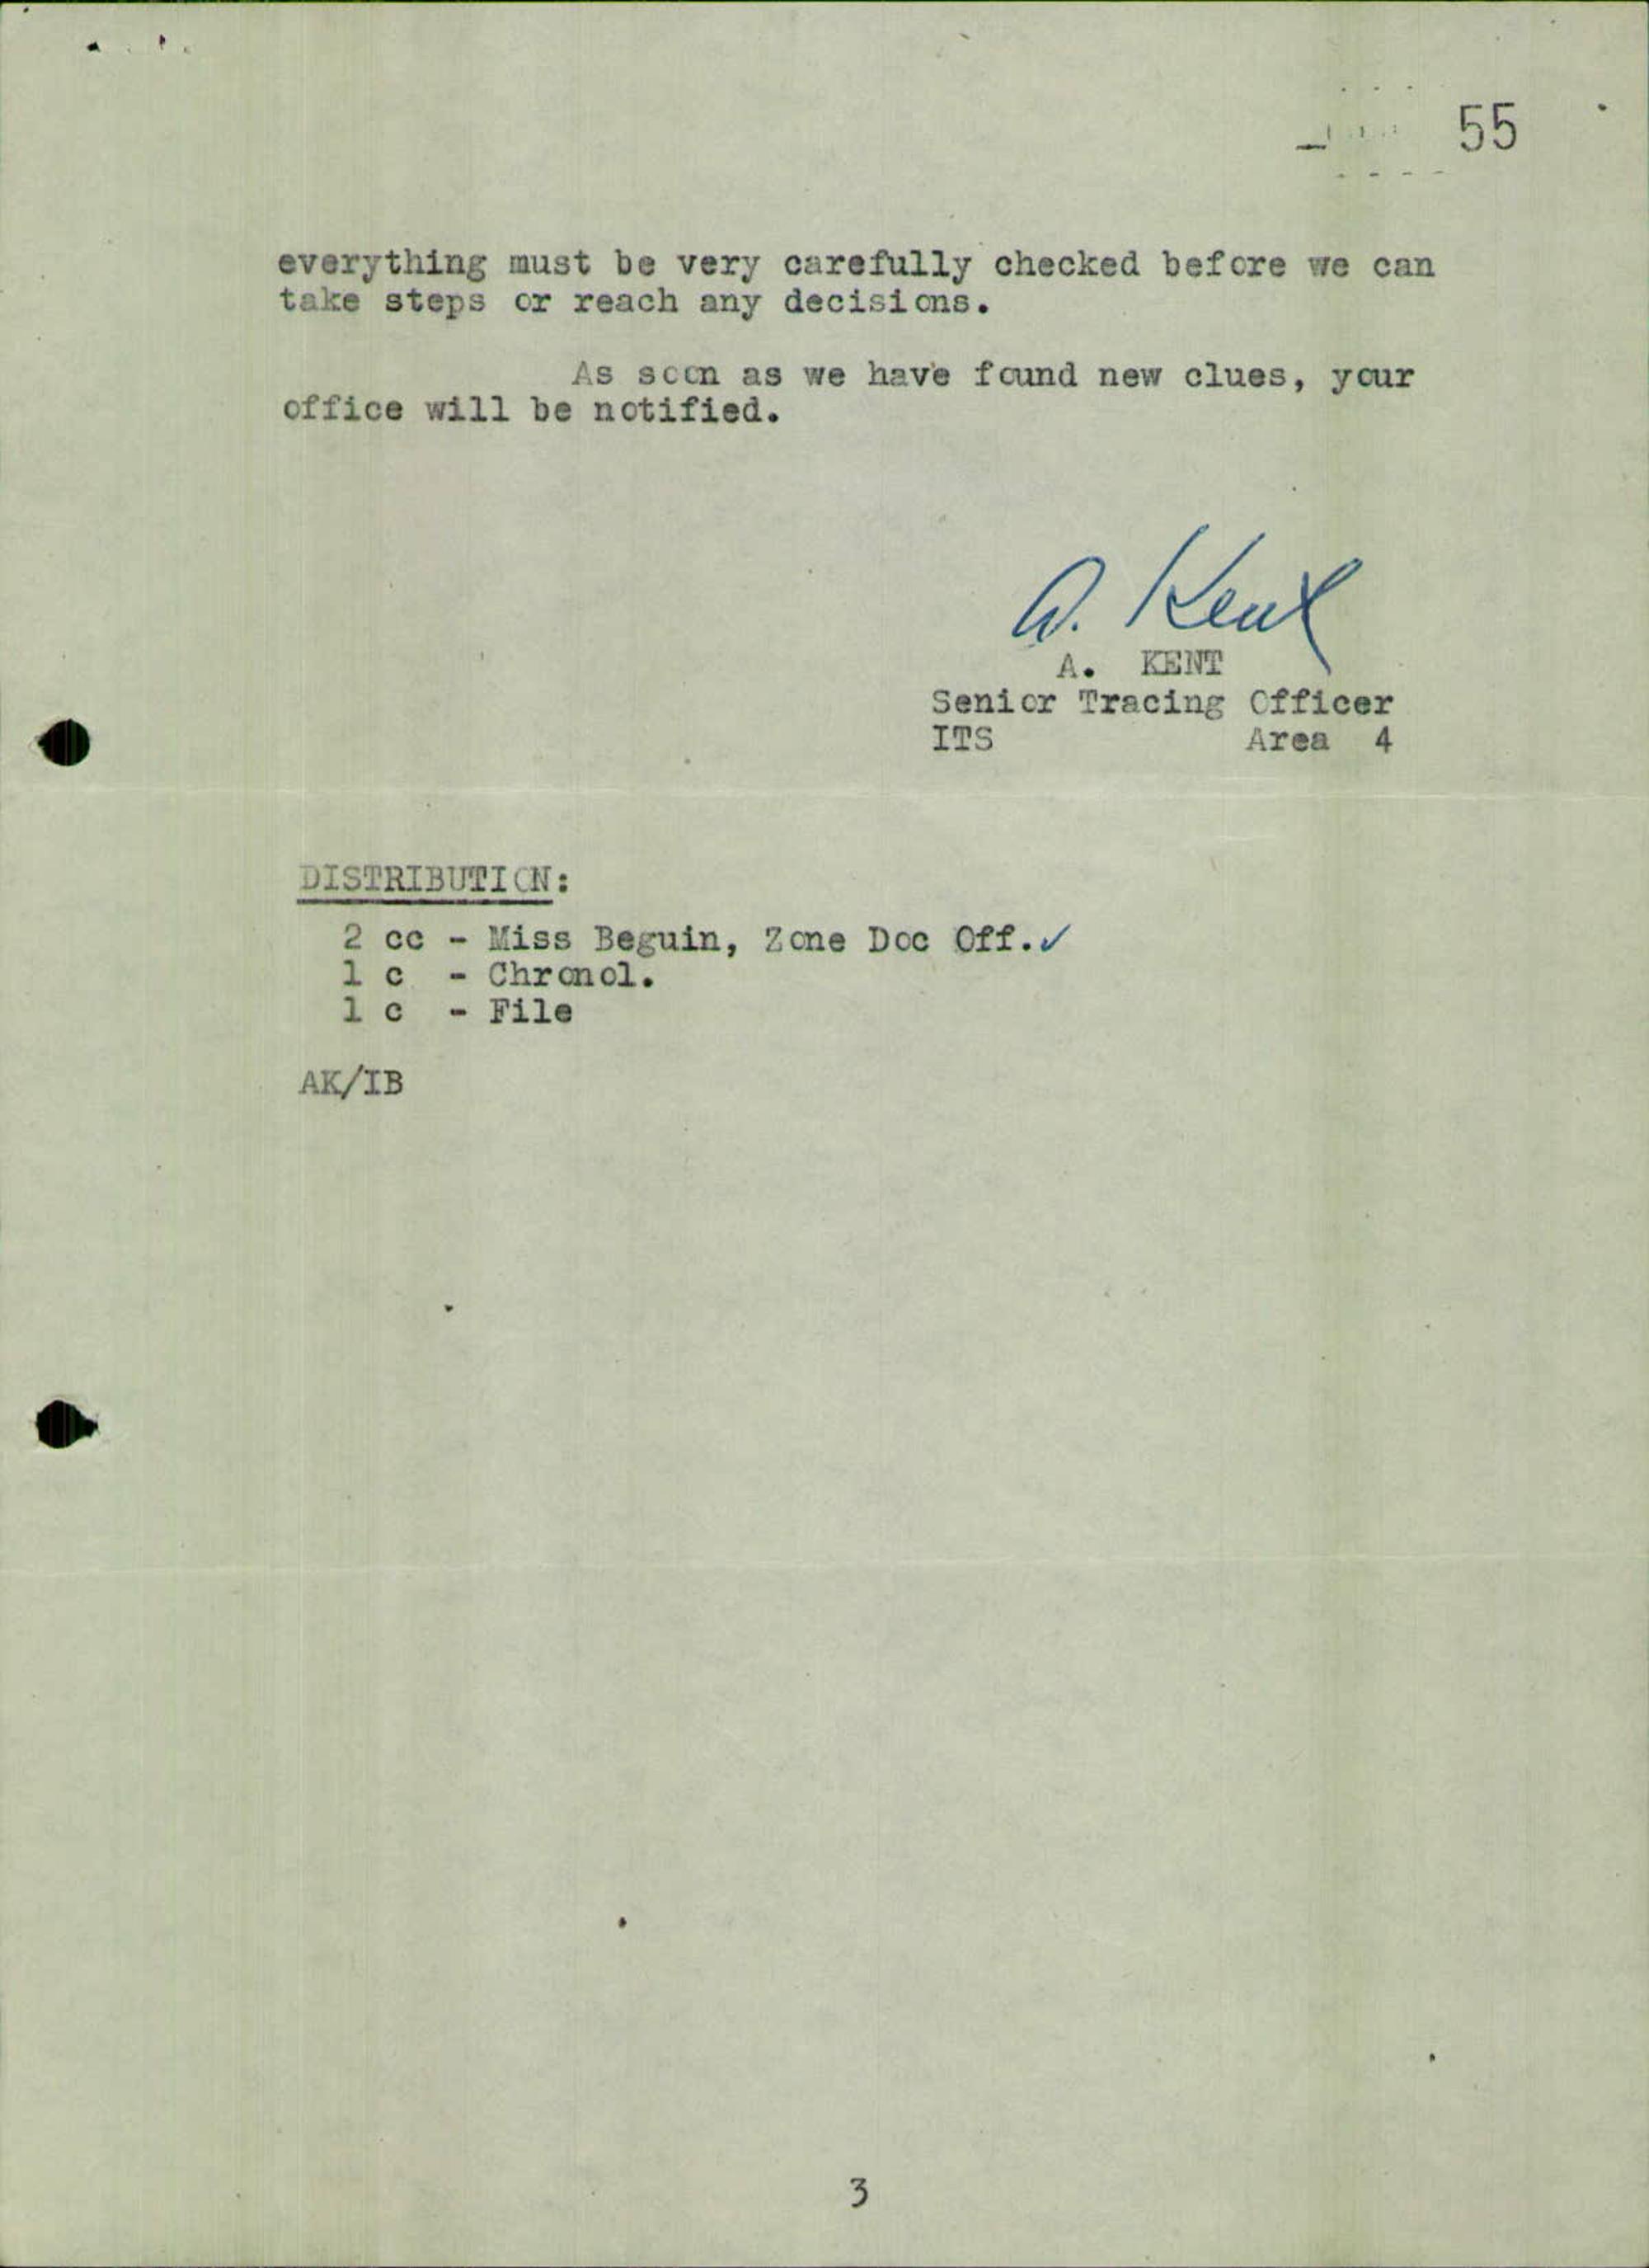 55
everything must be very carefully checked before we can
take steps or reach any decisions.
As soon as we have found new clues, your
office will be notified.
A. Kent
A. KENT
Senior Tracing Officer
ITS Area 4
DISTRIBUTION:
2 cc - Miss Beguin, Zone Doc Off. ✓
1 c - Chronol.
1 c - File
AK/IB
3